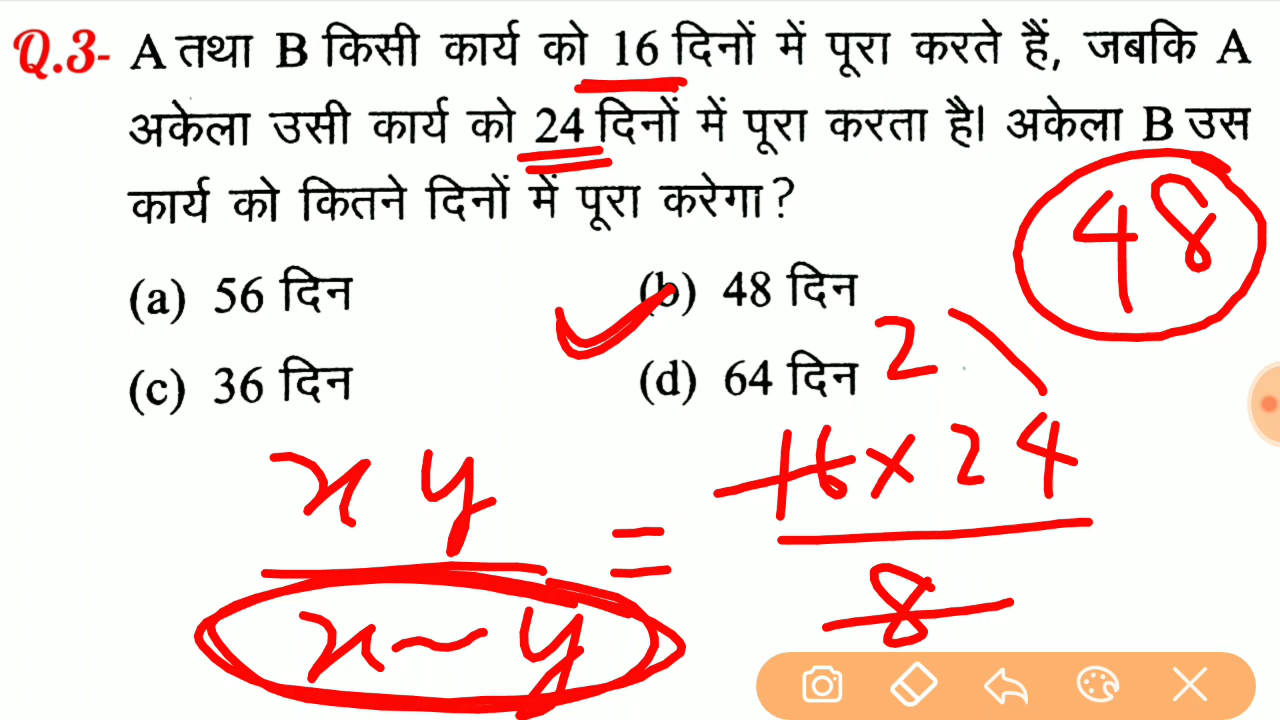 Q.3- A तथा B किसी कार्य को 16 दिनों में पूरा करते हैं, जबकि A
अकेला उसी कार्य को 24 दिनों में पूरा करता है। अकेला B उस
कार्य को कितने दिनों में पूरा करेगा ?
48
(a) 56 दिन (b) 48 दिन
(c) 36 दिन (d) 64 दिन
2
x y = 16 x 24
x ~ y 8